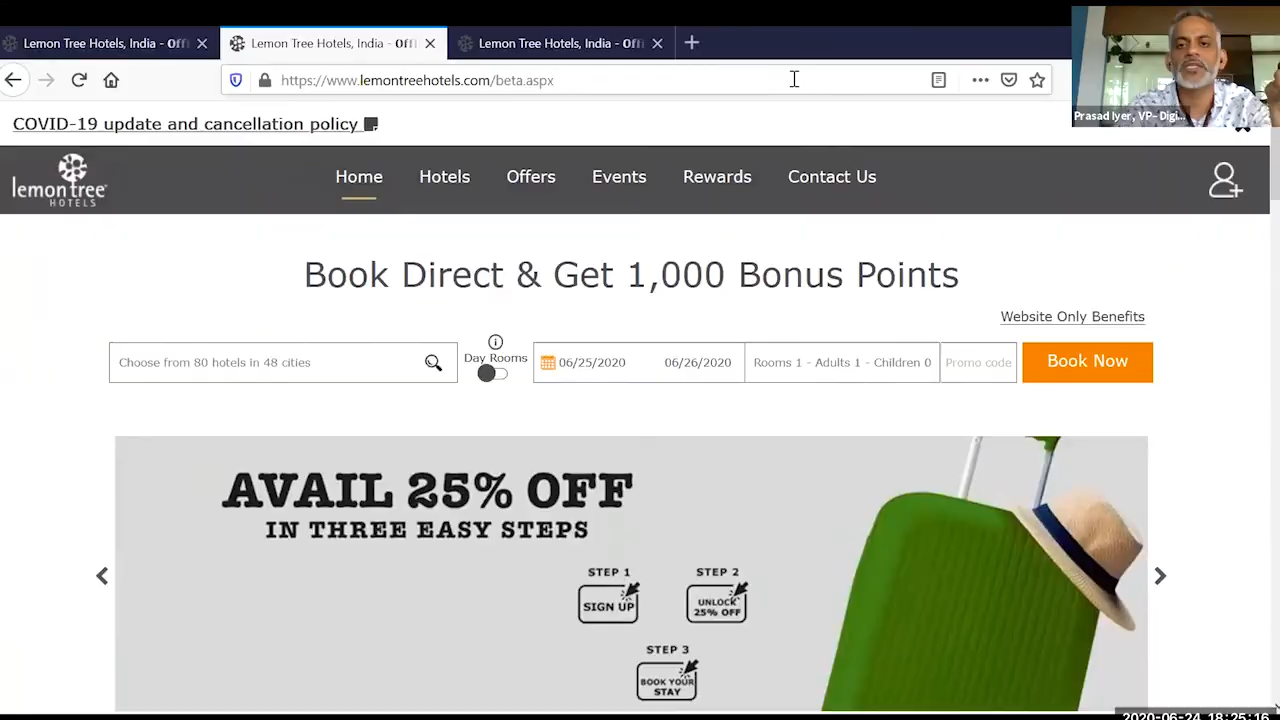 Lemon Tree Hotels, India - Offi
Lemon Tree Hotels, India - Offi
Lemon Tree Hotels, India - Offi
https://www.lemontreehotels.com/beta.aspx
Prasad Iyer, VP- Digi...
COVID-19 update and cancellation policy
lemon tree
HOTELS
Home
Hotels
Offers
Events
Rewards
Contact Us
Book Direct & Get 1,000 Bonus Points
Website Only Benefits
Choose from 80 hotels in 48 cities
Day Rooms
06/25/2020
06/26/2020
Rooms 1 - Adults 1 - Children 0
Promo code
Book Now
AVAIL 25% OFF
IN THREE EASY STEPS
STEP 1
SIGN UP
STEP 2
UNLOCK
25% OFF
STEP 3
BOOK YOUR
STAY
2020-06-24 18:25:16